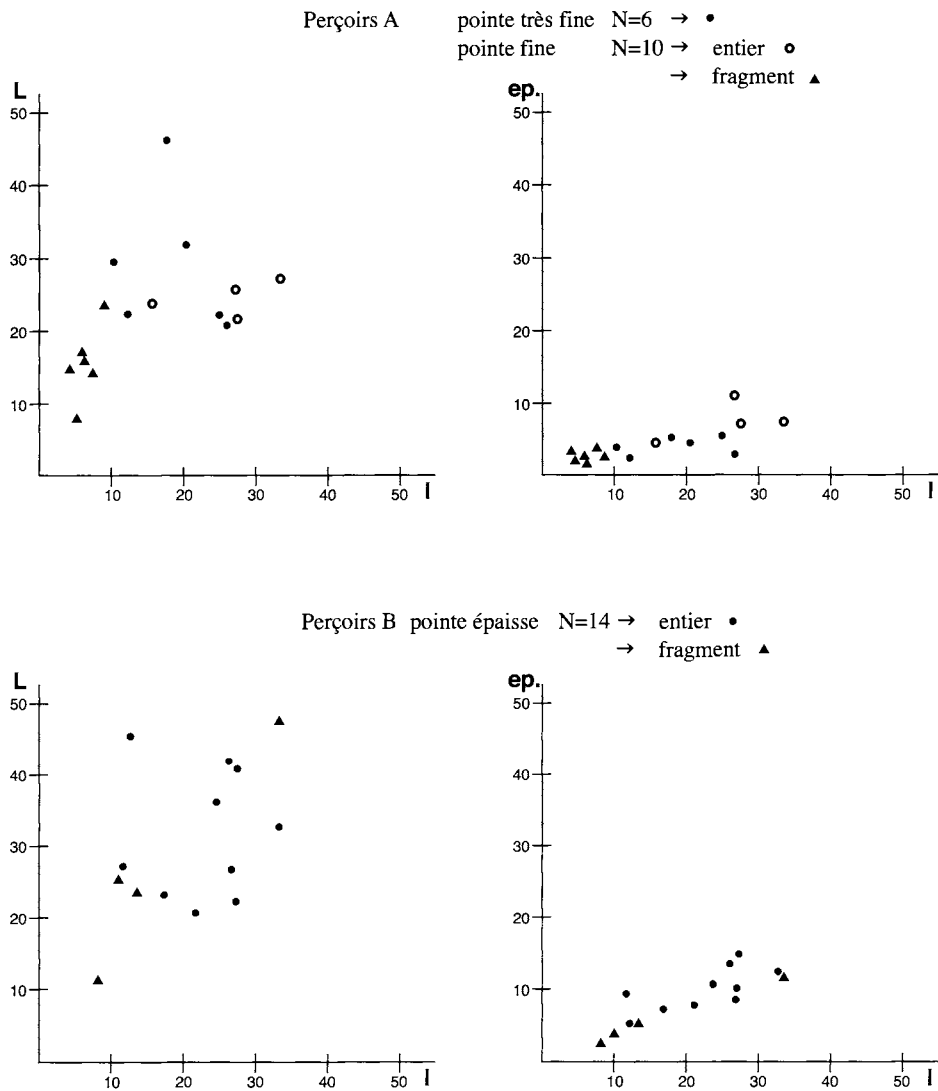 Perçoirs A pointe très fine N=6 → •
pointe fine N=10 → entier o
→ fragment ▲
L
50
40
30
20
10
10 20 30 40 50 l
ep.
50
40
30
20
10
10 20 30 40 50 l
Perçoirs B pointe épaisse N=14 → entier •
→ fragment ▲
L
50
40
30
20
10
10 20 30 40 50 l
ep.
50
40
30
20
10
10 20 30 40 50 l